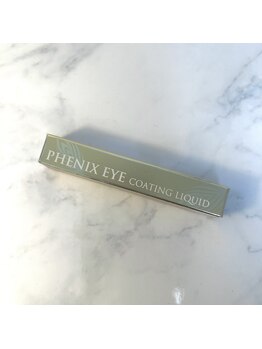 PHENIX EYE COATING LIQUID